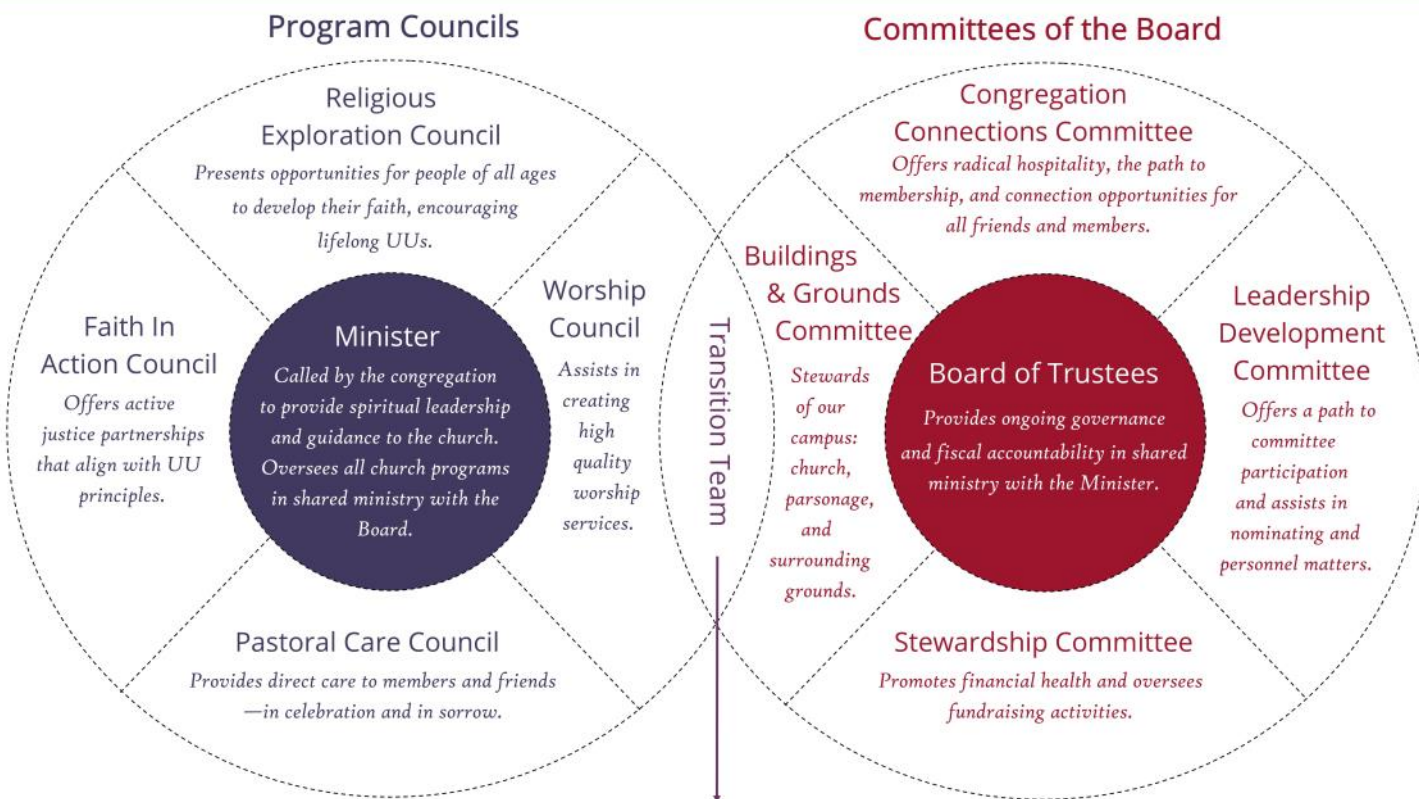 Program Councils
Religious
Exploration Council
Presents opportunities for people of all ages
to develop their faith, encouraging
lifelong UUs.
Faith In
Action Council
Offers active
justice partnerships
that align with UU
principles.
Minister
Called by the congregation
to provide spiritual leadership
and guidance to the church.
Oversees all church programs
in shared ministry with the
Board.
Worship
Council
Assists in
creating
high
quality
worship
services.
Pastoral Care Council
Provides direct care to members and friends
—in celebration and in sorrow.
Transition Team
Committees of the Board
Congregation
Connections Committee
Offers radical hospitality, the path to
membership, and connection opportunities for
all friends and members.
Buildings
& Grounds
Committee
Stewards
of our
campus:
church,
parsonage,
and
surrounding
grounds.
Board of Trustees
Provides ongoing governance
and fiscal accountability in shared
ministry with the Minister.
Leadership
Development
Committee
Offers a path to
committee
participation
and assists in
nominating and
personnel matters.
Stewardship Committee
Promotes financial health and oversees
fundraising activities.